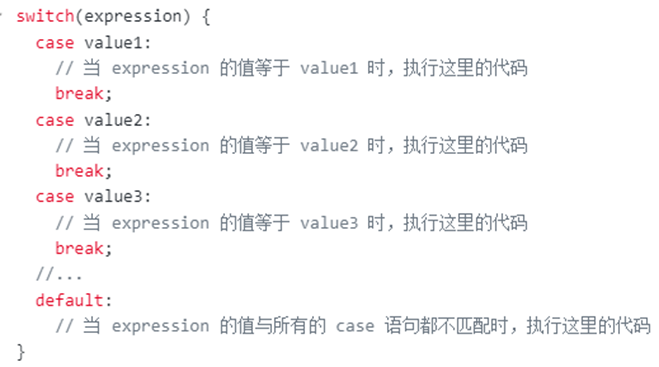 switch(expression) {
case value1:
// 当 expression 的值等于 value1 时，执行这里的代码
break;
case value2:
// 当 expression 的值等于 value2 时，执行这里的代码
break;
case value3:
// 当 expression 的值等于 value3 时，执行这里的代码
break;
//...
default:
// 当 expression 的值与所有的 case 语句都不匹配时，执行这里的代码
}